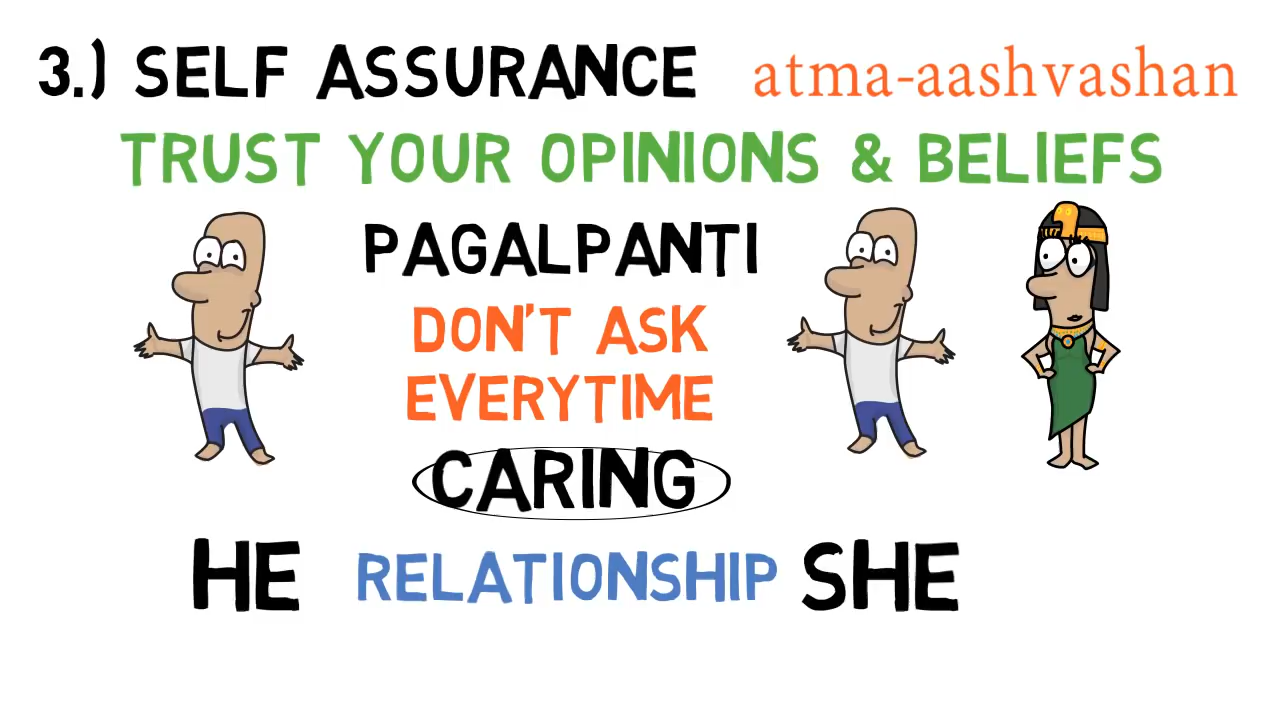 3.) SELF ASSURANCE atma-aashvashan
TRUST YOUR OPINIONS & BELIEFS
PAGALPANTI
DON'T ASK
EVERYTIME
CARING
HE RELATIONSHIP SHE